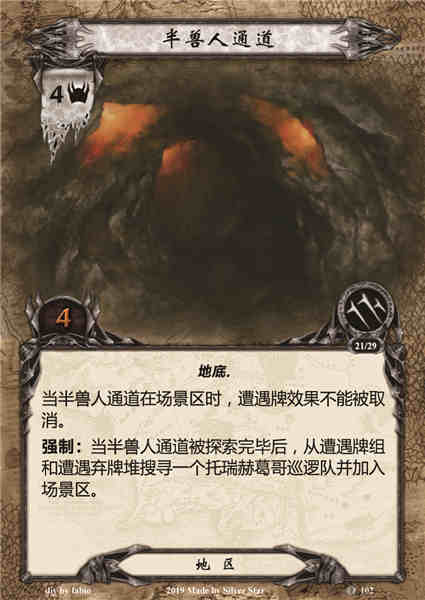 半兽人通道
4
4
21/29
地底.
当半兽人通道在场景区时，遭遇牌效果不能被取
消。
强制：当半兽人通道被探索完毕后，从遭遇牌组
和遭遇弃牌堆搜寻一个托瑞赫葛哥巡逻队并加入
场景区。
地 区
diy by fabio
2019 Made by Silver Star
102